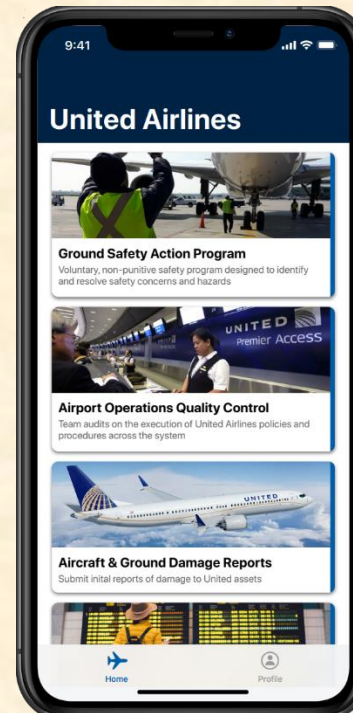 9:41
United Airlines
Ground Safety Action Program
Voluntary, non-punitive safety program designed to identify
and resolve safety concerns and hazards
UNITED
Premier Access
Airport Operations Quality Control
Team audits on the execution of United Airlines policies and
procedures across the system
UNITED
Aircraft & Ground Damage Reports
Submit inital reports of damage to United assets
Home
Profile